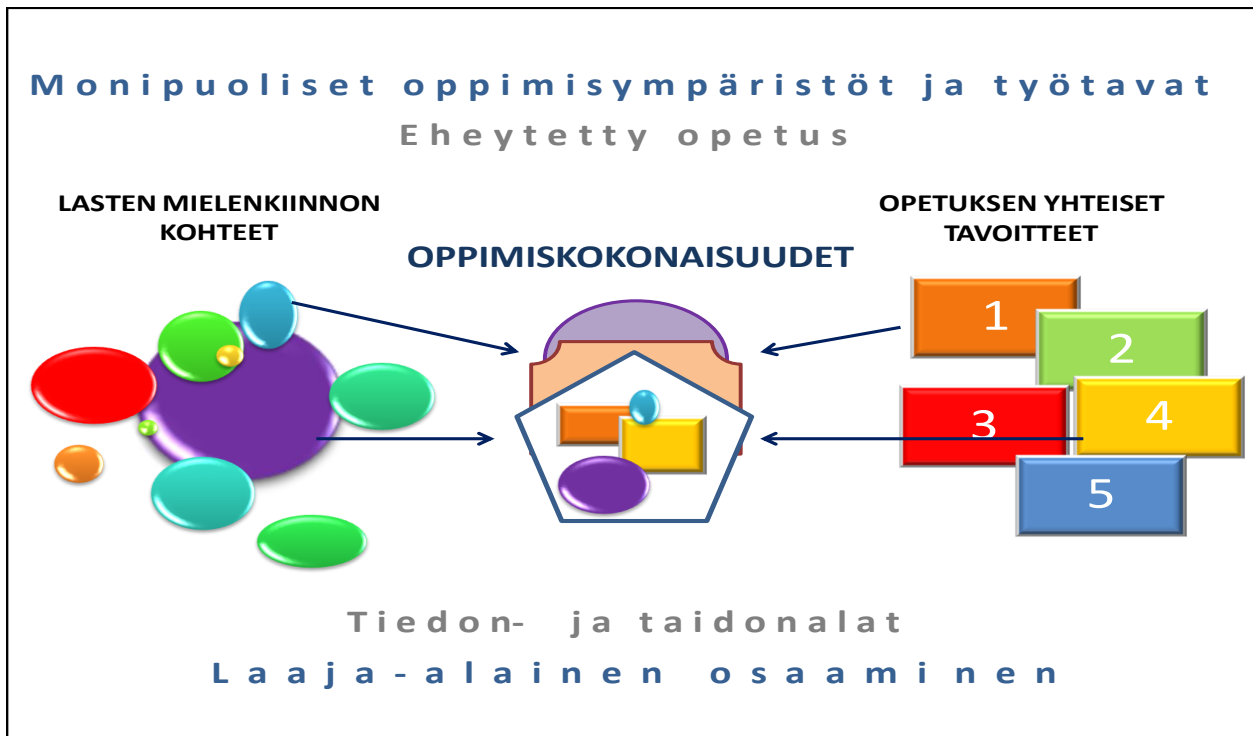 Monipuoliset oppimisympäristöt ja työtavat
Eheytetty opetus
LASTEN MIELENKIINNON
KOHTEET
OPPIMISKOKONAISUUDET
OPETUKSEN YHTEISET
TAVOITTEET
1
2
3
4
5
Tiedon- ja taidonalat
Laaja-alainen osaaminen